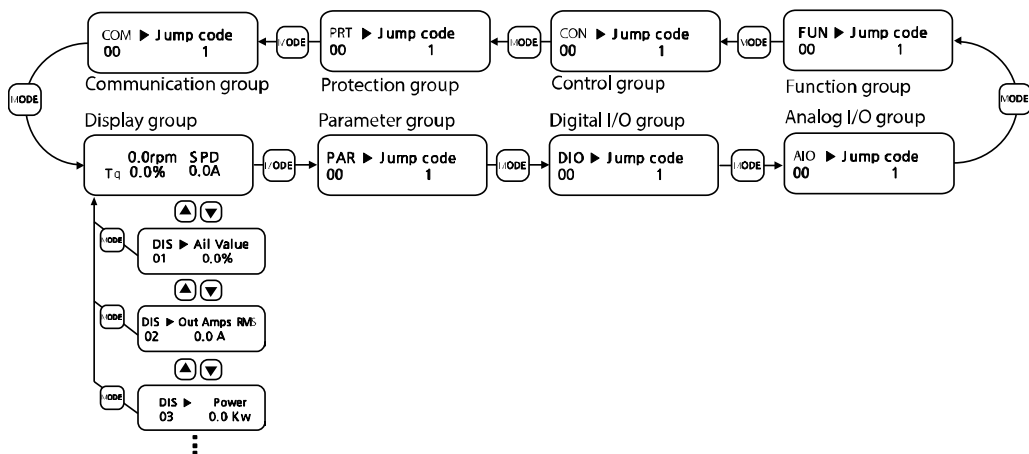 COM ▶ Jump code
00 1
MODE
PRT ▶ Jump code
00 1
MODE
CON ▶ Jump code
00 1
MODE
FUN ▶ Jump code
00 1
Communication group
Protection group
Control group
Function group
MODE
MODE
Display group
Parameter group
Digital I/O group
Analog I/O group
0.0rpm SPD
Tq 0.0% 0.0A
MODE
PAR ▶ Jump code
00 1
MODE
DIO ▶ Jump code
00 1
MODE
AIO ▶ Jump code
00 1
MODE
DIS ▶ Ail Value
01 0.0%
MODE
DIS ▶ Out Amps RMS
02 0.0 A
MODE
DIS ▶ Power
03 0.0 Kw